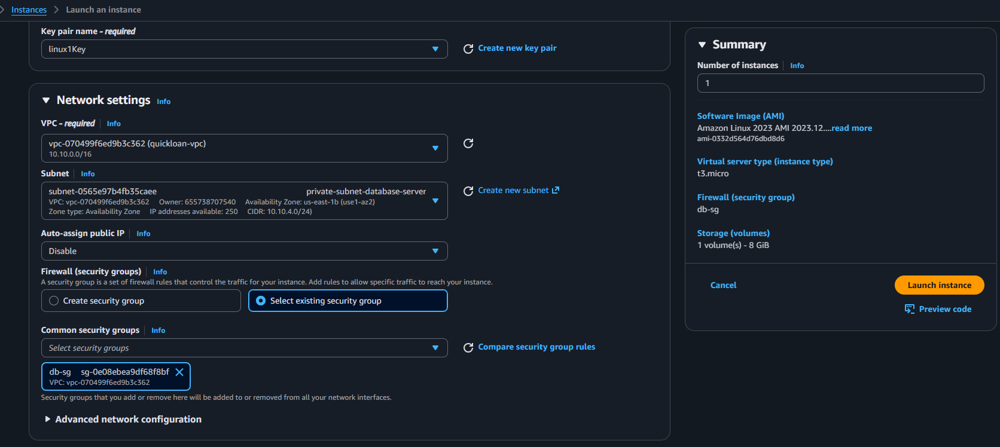 Instances > Launch an instance
Key pair name - required
linux1Key
Create new key pair
Network settings Info
VPC - required Info
vpc-070499f6ed9b3c362 (quickloan-vpc)
10.10.0.0/16
Subnet Info
subnet-0565e97b4fb35caee private-subnet-database-server
VPC: vpc-070499f6ed9b3c362 Owner: 655738707540 Availability Zone: us-east-1b (use1-az2)
Zone type: Availability Zone IP addresses available: 250 CIDR: 10.10.4.0/24)
Create new subnet
Auto-assign public IP Info
Disable
Firewall (security groups) Info
A security group is a set of firewall rules that control the traffic for your instance. Add rules to allow specific traffic to reach your instance.
Create security group
Select existing security group
Common security groups Info
Select security groups
Compare security group rules
db-sg sg-0e08ebea9df68f8bf
VPC: vpc-070499f6ed9b3c362
Security groups that you add or remove here will be added to or removed from all your network interfaces.
Advanced network configuration
Summary
Number of instances Info
1
Software Image (AMI)
Amazon Linux 2023 AMI 2023.12....read more
ami-0332d564d76dbd8d6
Virtual server type (instance type)
t3.micro
Firewall (security group)
db-sg
Storage (volumes)
1 volume(s) - 8 GiB
Cancel
Launch instance
Preview code